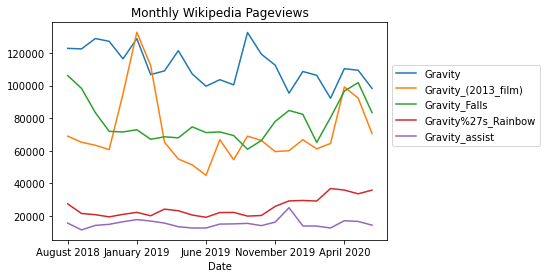 Monthly Wikipedia Pageviews
120000
100000
80000
60000
40000
20000
August 2018 January 2019 June 2019 November 2019 April 2020
Date
Gravity
Gravity_(2013_film)
Gravity_Falls
Gravity%27s_Rainbow
Gravity_assist